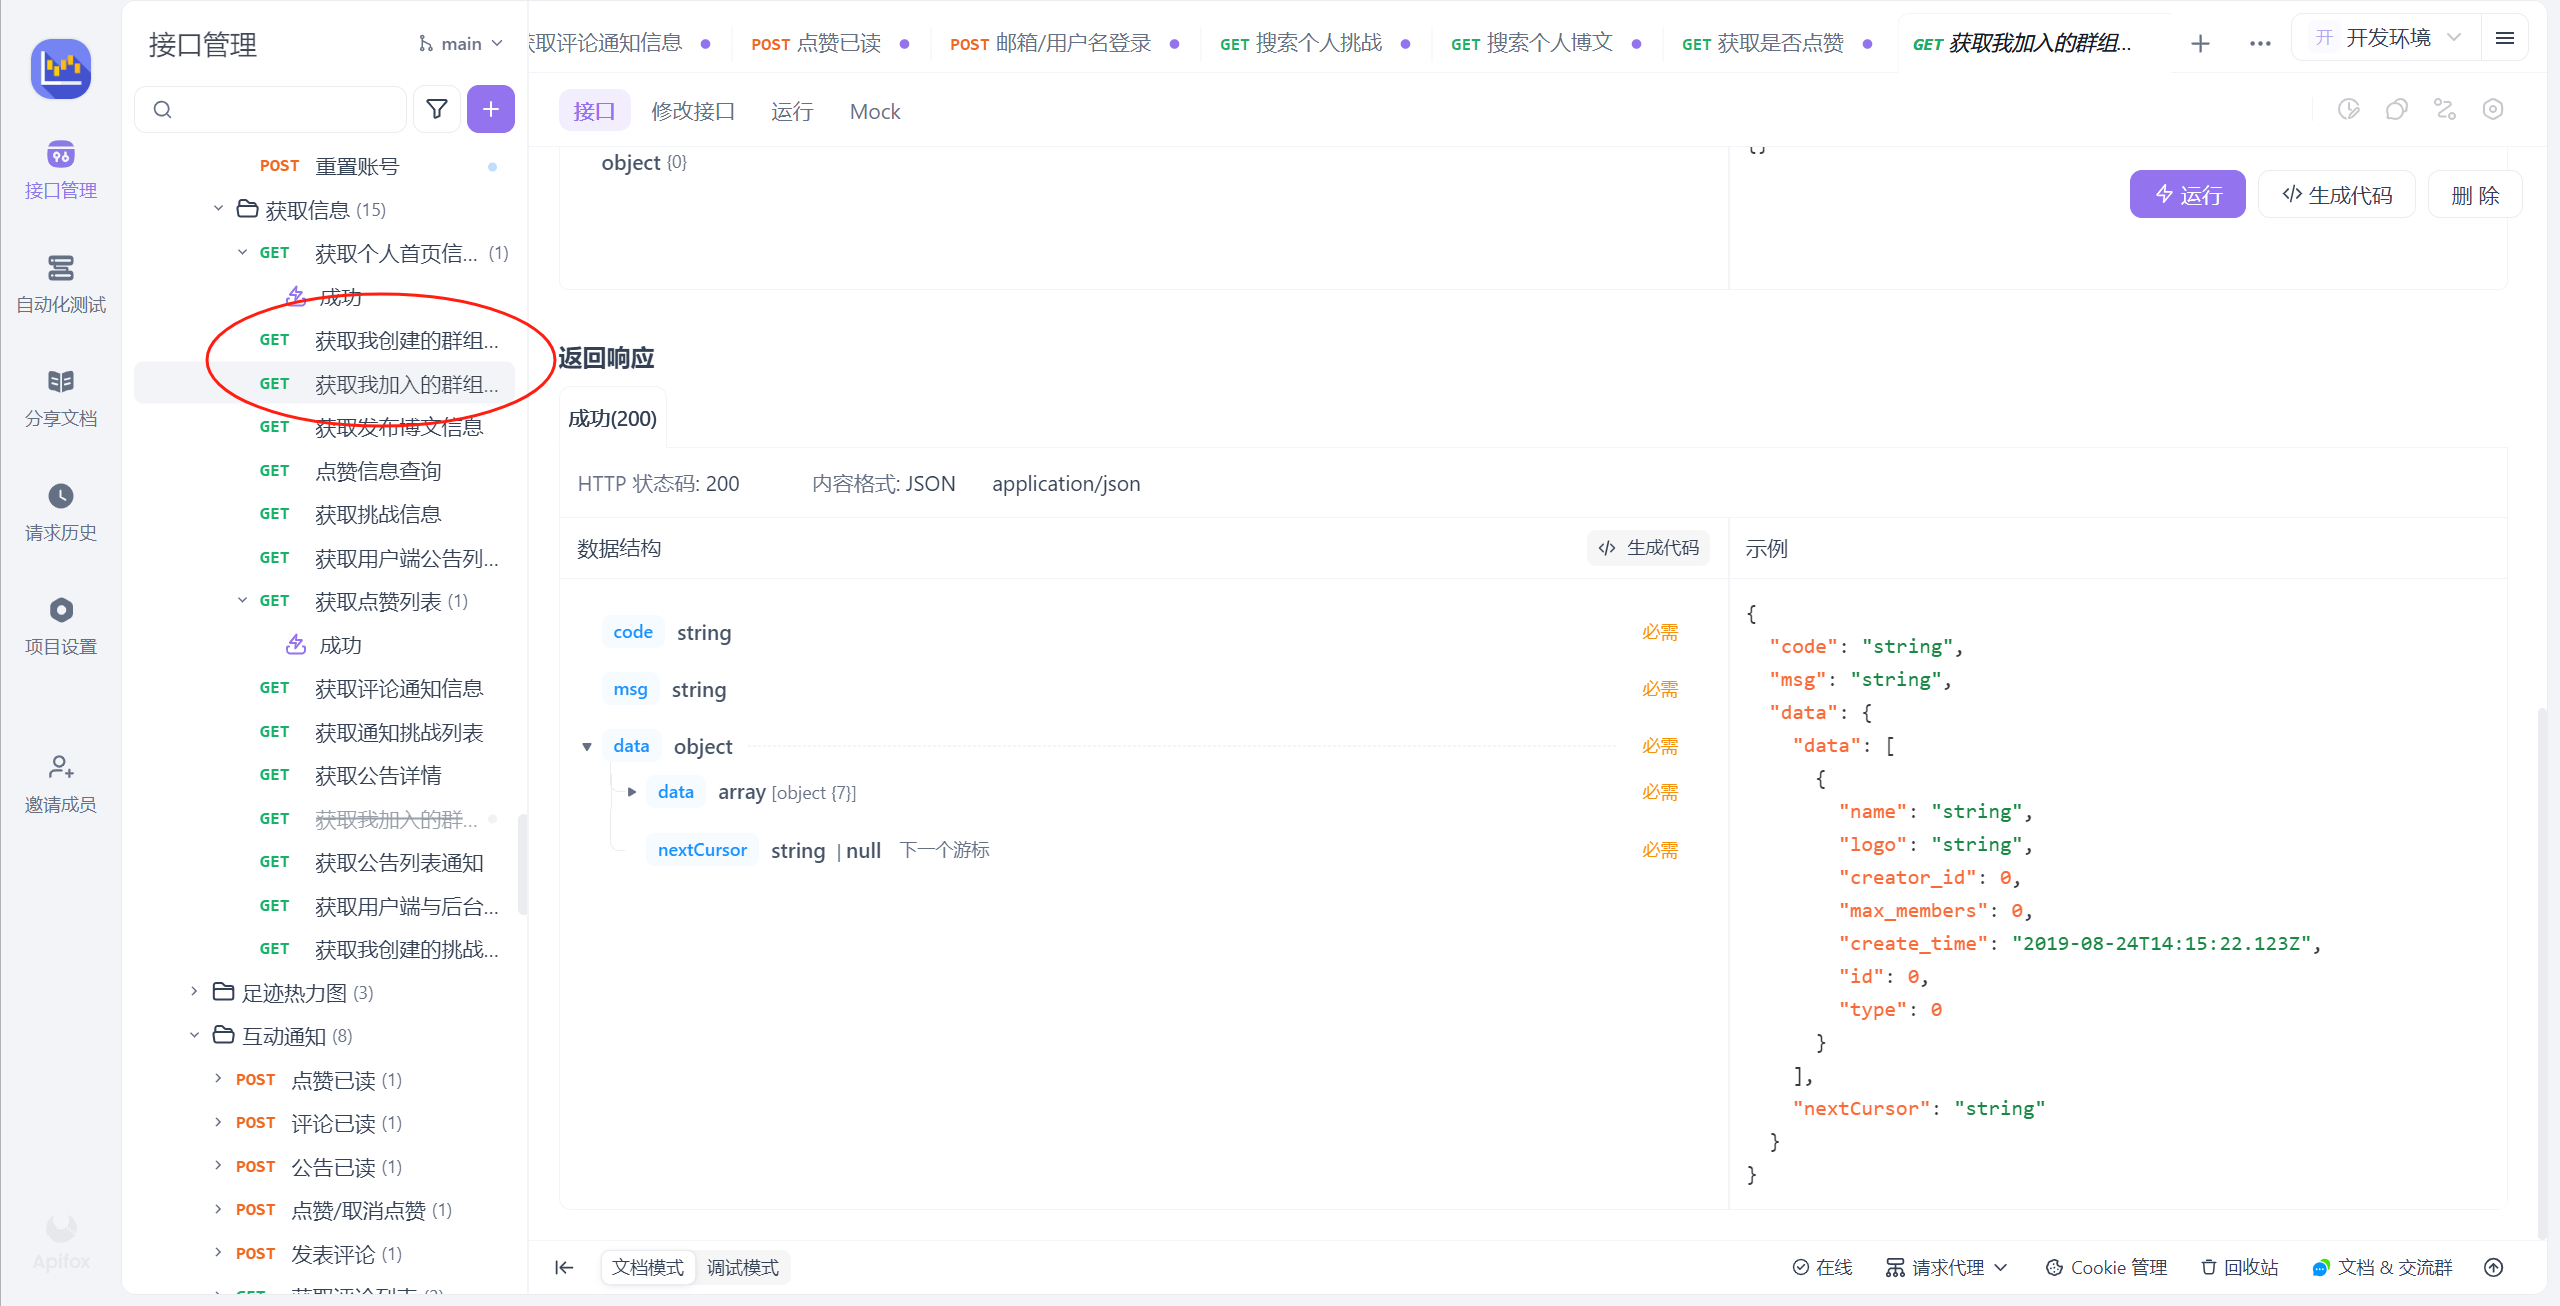 接口管理
main
获取评论通知信息
POST 点赞已读
POST 邮箱/用户名登录
GET 搜索个人挑战
GET 搜索个人博文
GET 获取是否点赞
GET 获取我加入的群组...
开 开发环境
接口
修改接口
运行
Mock
接口管理
自动化测试
分享文档
请求历史
项目设置
邀请成员
Apifox
POST 重置账号
获取信息 (15)
GET 获取个人首页信... (1)
成功
GET 获取我创建的群组...
GET 获取我加入的群组...
GET 获取发布博文信息
GET 点赞信息查询
GET 获取挑战信息
GET 获取用户端公告列...
GET 获取点赞列表 (1)
成功
GET 获取评论通知信息
GET 获取通知挑战列表
GET 获取公告详情
GET 获取我加入的群...
GET 获取公告列表通知
GET 获取用户端与后台...
GET 获取我创建的挑战...
足迹热力图 (3)
互动通知 (8)
POST 点赞已读 (1)
POST 评论已读 (1)
POST 公告已读 (1)
POST 点赞/取消点赞 (1)
POST 发表评论 (1)
object {0}
{}
运行
生成代码
删 除
返回响应
成功(200)
HTTP 状态码: 200
内容格式: JSON
application/json
数据结构
生成代码
示例
code string 必需
msg string 必需
data object 必需
data array [object {7}] 必需
nextCursor string | null 下一个游标 必需
{
"code": "string",
"msg": "string",
"data": {
"data": [
{
"name": "string",
"logo": "string",
"creator_id": 0,
"max_members": 0,
"create_time": "2019-08-24T14:15:22.123Z",
"id": 0,
"type": 0
}
],
"nextCursor": "string"
}
}
文档模式
调试模式
在线
请求代理
Cookie 管理
回收站
文档 & 交流群